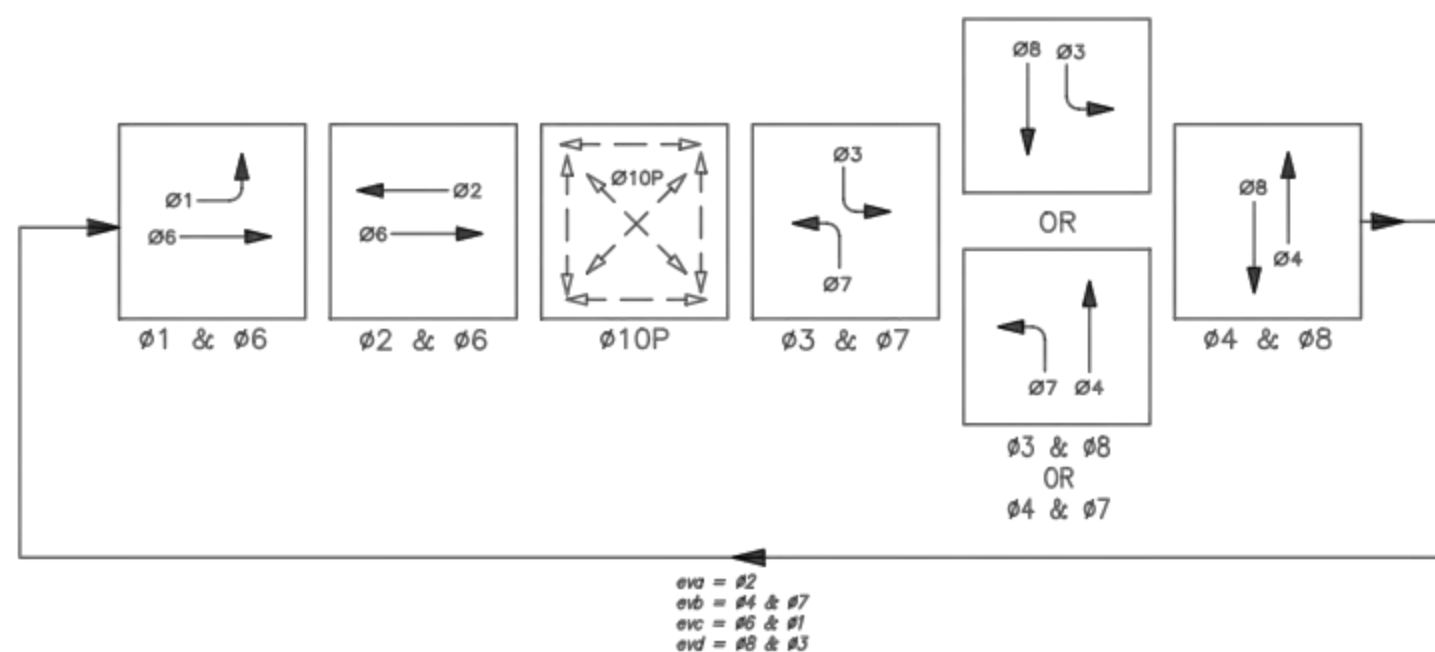 Ø8 Ø3
Ø1
Ø6
Ø2
Ø6
Ø10P
Ø3
Ø7
OR
Ø8
Ø4
Ø7 Ø4
Ø1 & Ø6
Ø2 & Ø6
Ø10P
Ø3 & Ø7
Ø4 & Ø8
Ø3 & Ø8
OR
Ø4 & Ø7
eva = Ø2
evb = Ø4 & Ø7
evc = Ø6 & Ø1
evd = Ø8 & Ø3